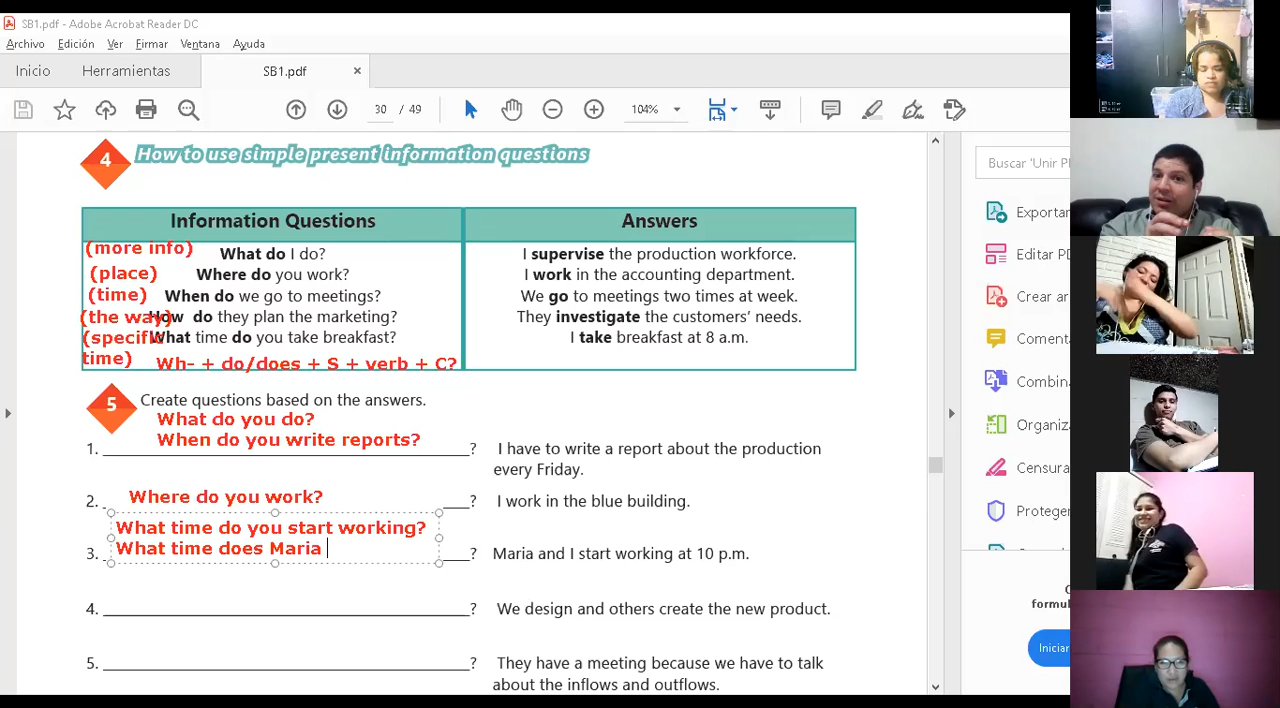 SB1.pdf - Adobe Acrobat Reader DC
Archivo Edición Ver Firmar Ventana Ayuda
Inicio Herramientas SB1.pdf ×
30 / 49 104%
4 How to use simple present information questions
Information Questions Answers
(more info) What do I do? I supervise the production workforce.
(place) Where do you work? I work in the accounting department.
(time) When do we go to meetings? We go to meetings two times at week.
(the way) How do they plan the marketing? They investigate the customers' needs.
(specific What time do you take breakfast? I take breakfast at 8 a.m.
time) Wh- + do/does + S + verb + C?
5 Create questions based on the answers.
What do you do?
When do you write reports?
1. ? I have to write a report about the production
every Friday.
2. Where do you work? ? I work in the blue building.
What time do you start working?
What time does Maria
3. ? Maria and I start working at 10 p.m.
4. ? We design and others create the new product.
5. ? They have a meeting because we have to talk
about the inflows and outflows.
Buscar 'Unir P
Exportar
Editar PD
Crear ar
Coment
Combin
Organiz
Censura
Proteger
formul
Iniciar